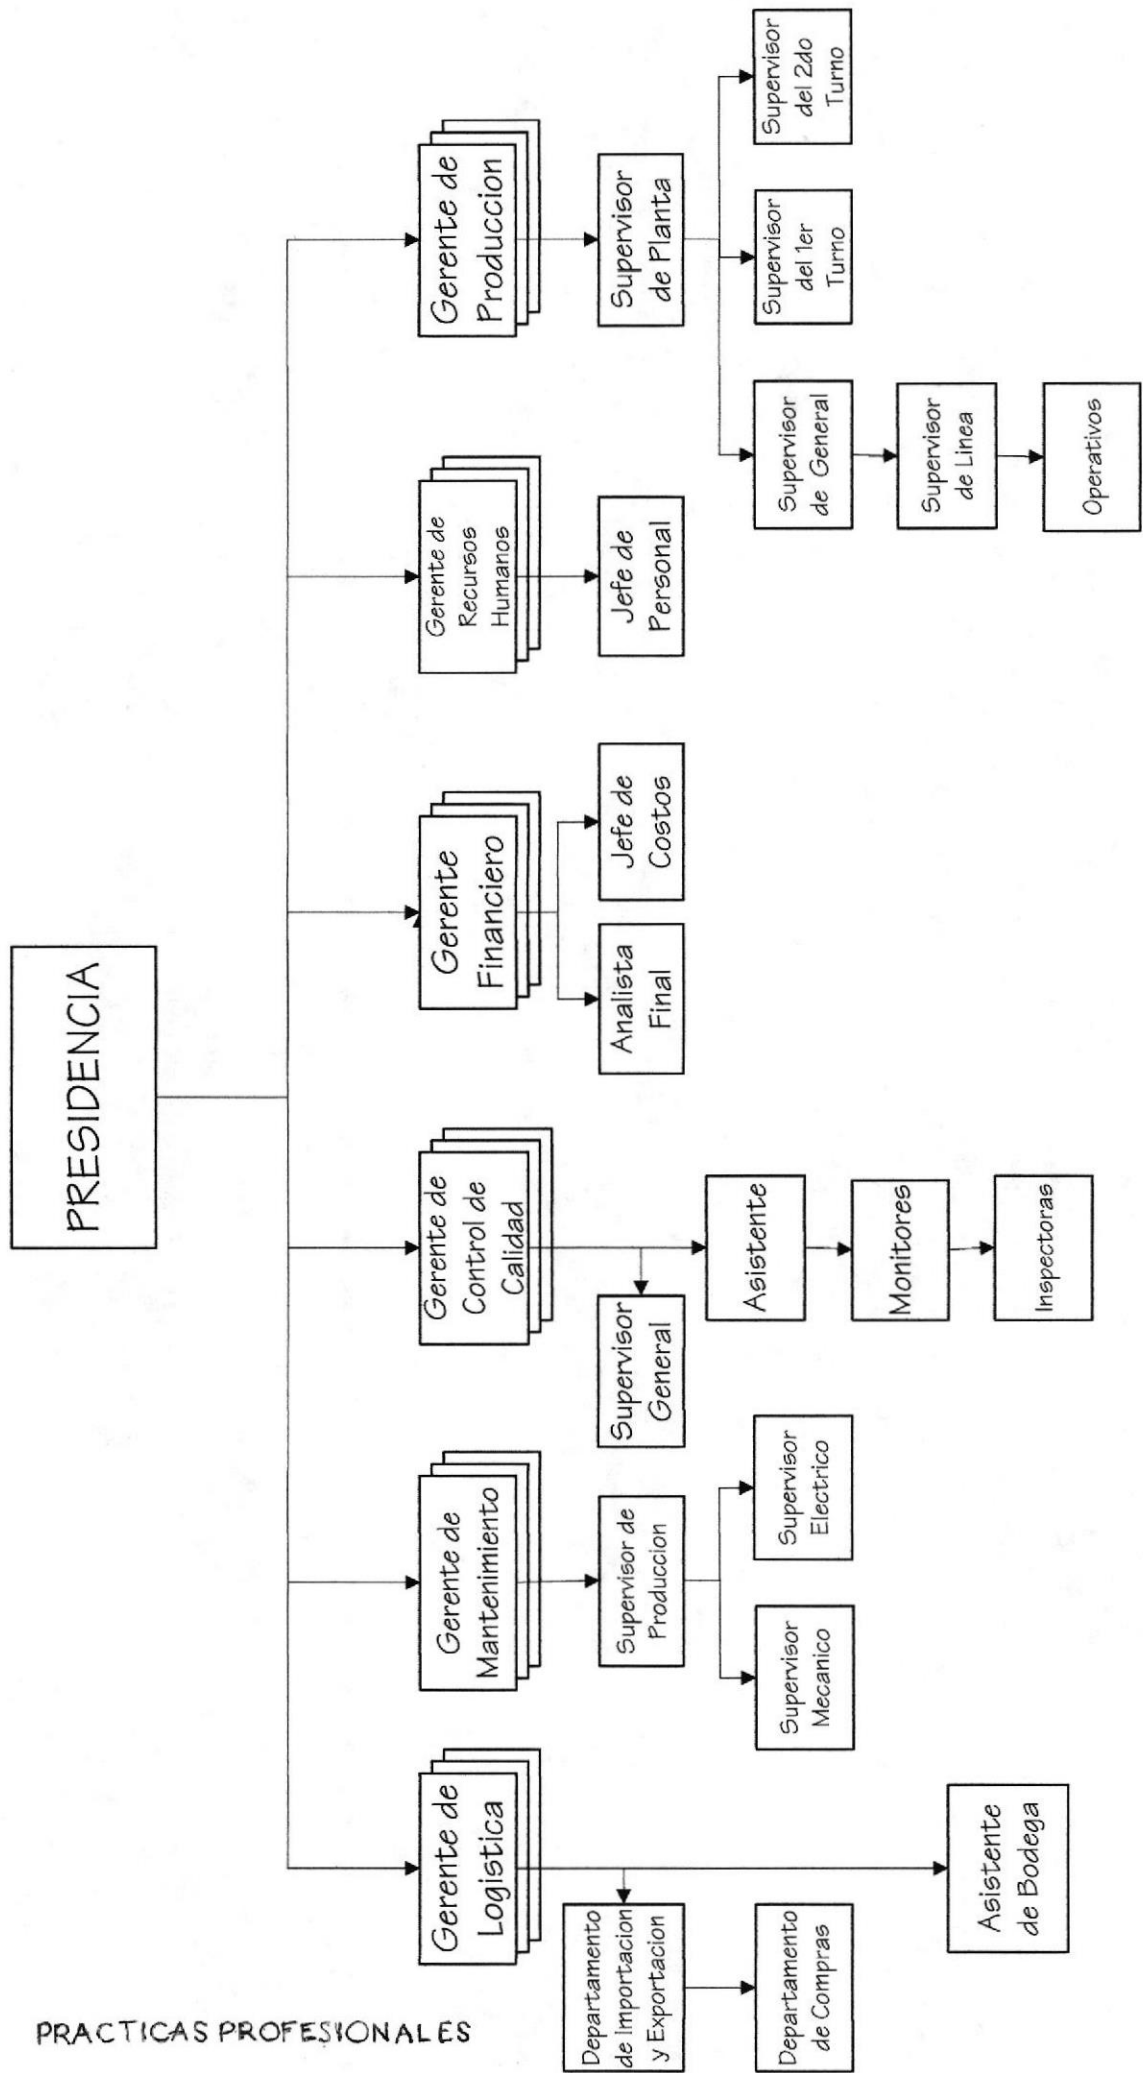 PRACTICAS PROFESIONALES
PRESIDENCIA
Gerente de
Logistica
Gerente de
Mantenimiento
Gerente de
Control de
Calidad
Gerente
Financiero
Gerente de
Recursos
Humanos
Gerente de
Produccion
Departamento
de Importacion
y Exportacion
Supervisor de
Produccion
Supervisor
General
Analista
Final
Jefe de
Costos
Jefe de
Personal
Supervisor
de Planta
Departamento
de Compras
Supervisor
Mecanico
Supervisor
Electrico
Asistente
Supervisor
de General
Supervisor
del 1er
Turno
Supervisor
del 2do
Turno
Asistente
de Bodega
Monitores
Supervisor
de Linea
Inspectoras
Operativos